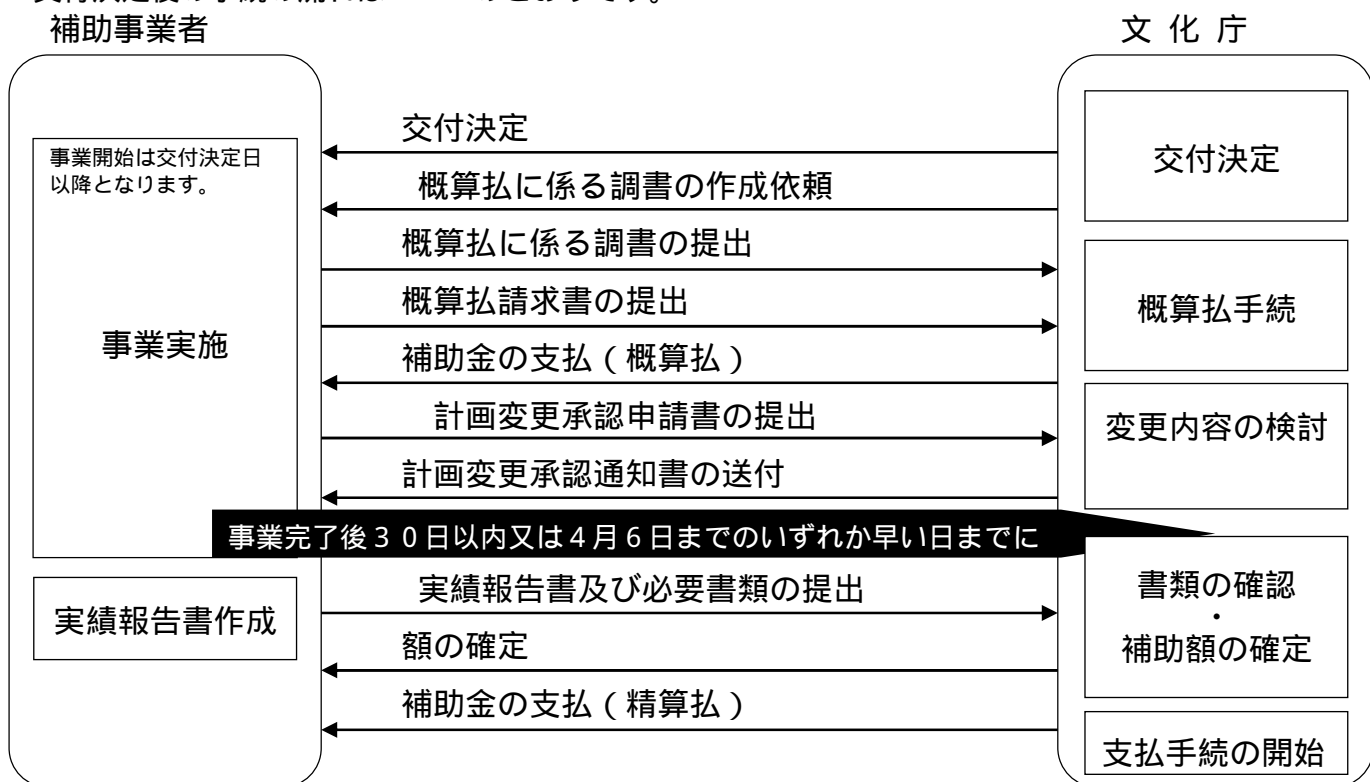 補助事業者
文 化 庁
事業開始は交付決定日
以降となります。
事業実施
実績報告書作成
交付決定
概算払に係る調書の作成依頼
概算払に係る調書の提出
概算払請求書の提出
補助金の支払(概算払)
計画変更承認申請書の提出
計画変更承認通知書の送付
事業完了後30日以内又は4月6日までのいずれか早い日までに
実績報告書及び必要書類の提出
額の確定
補助金の支払(精算払)
交付決定
概算払手続
変更内容の検討
書類の確認
・
補助額の確定
支払手続の開始